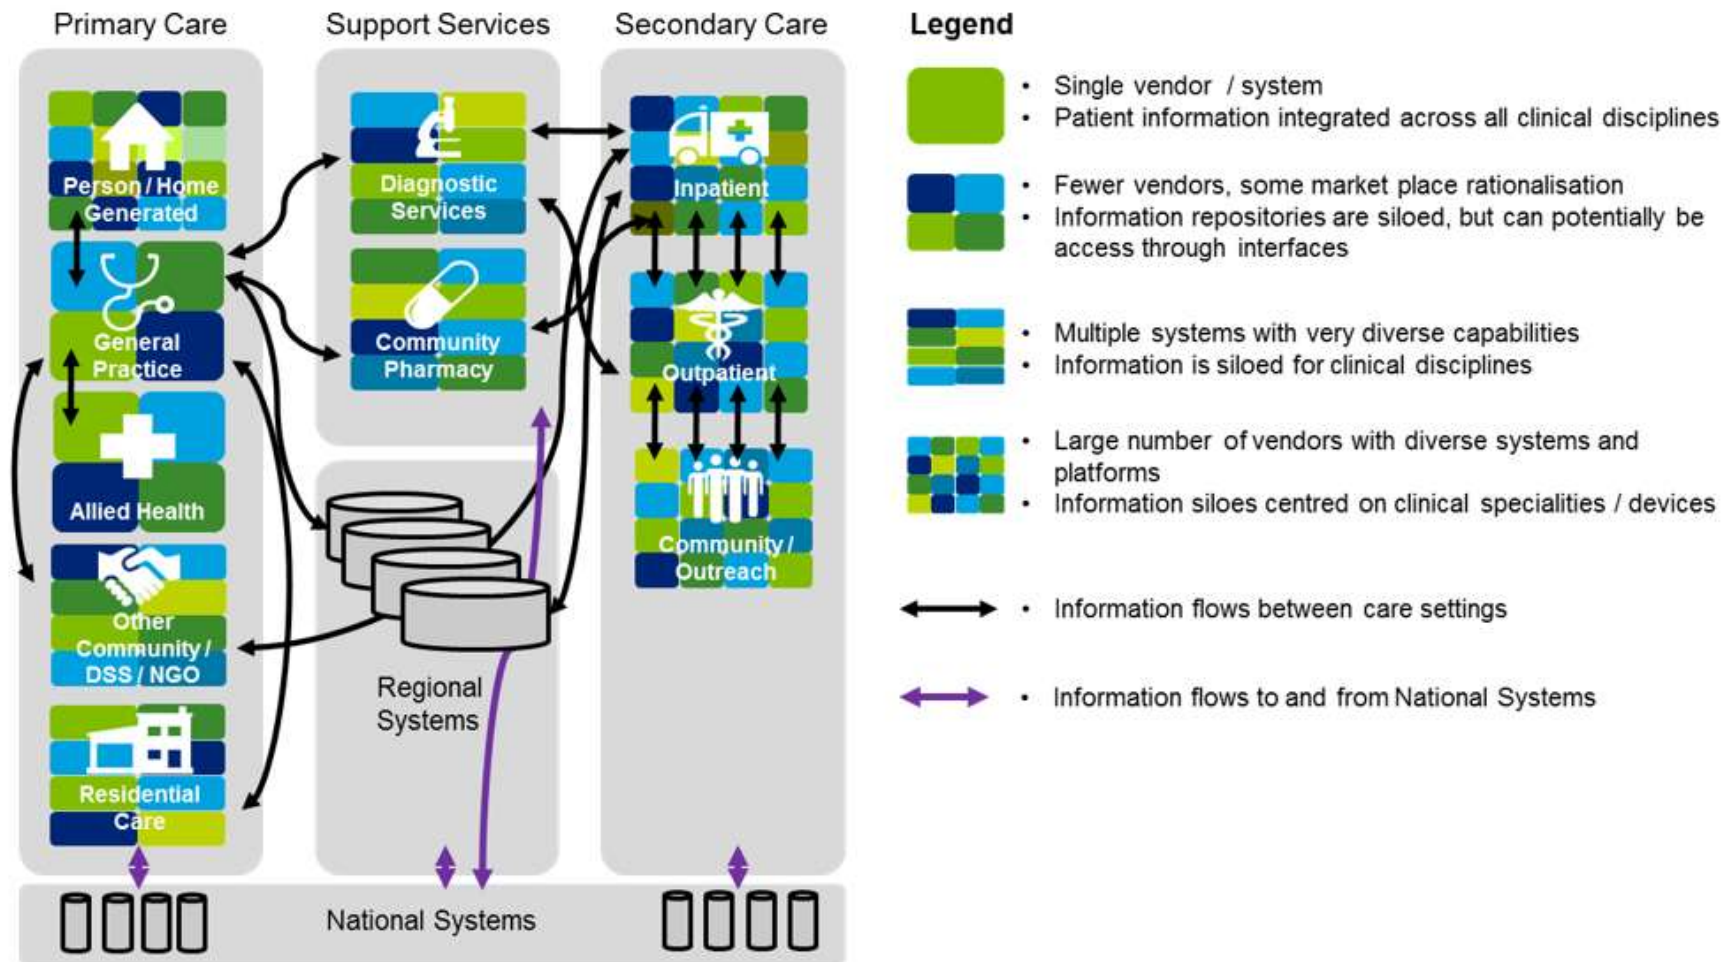 Primary Care
Support Services
Secondary Care
Person / Home
Generated
General
Practice
Allied Health
Other
Community /
DSS / NGO
Residential
Care
Diagnostic
Services
Community
Pharmacy
Regional
Systems
Inpatient
Outpatient
Community /
Outreach
National Systems
Legend
• Single vendor / system
• Patient information integrated across all clinical disciplines
• Fewer vendors, some market place rationalisation
• Information repositories are siloed, but can potentially be
access through interfaces
• Multiple systems with very diverse capabilities
• Information is siloed for clinical disciplines
• Large number of vendors with diverse systems and
platforms
• Information siloes centred on clinical specialities / devices
• Information flows between care settings
• Information flows to and from National Systems